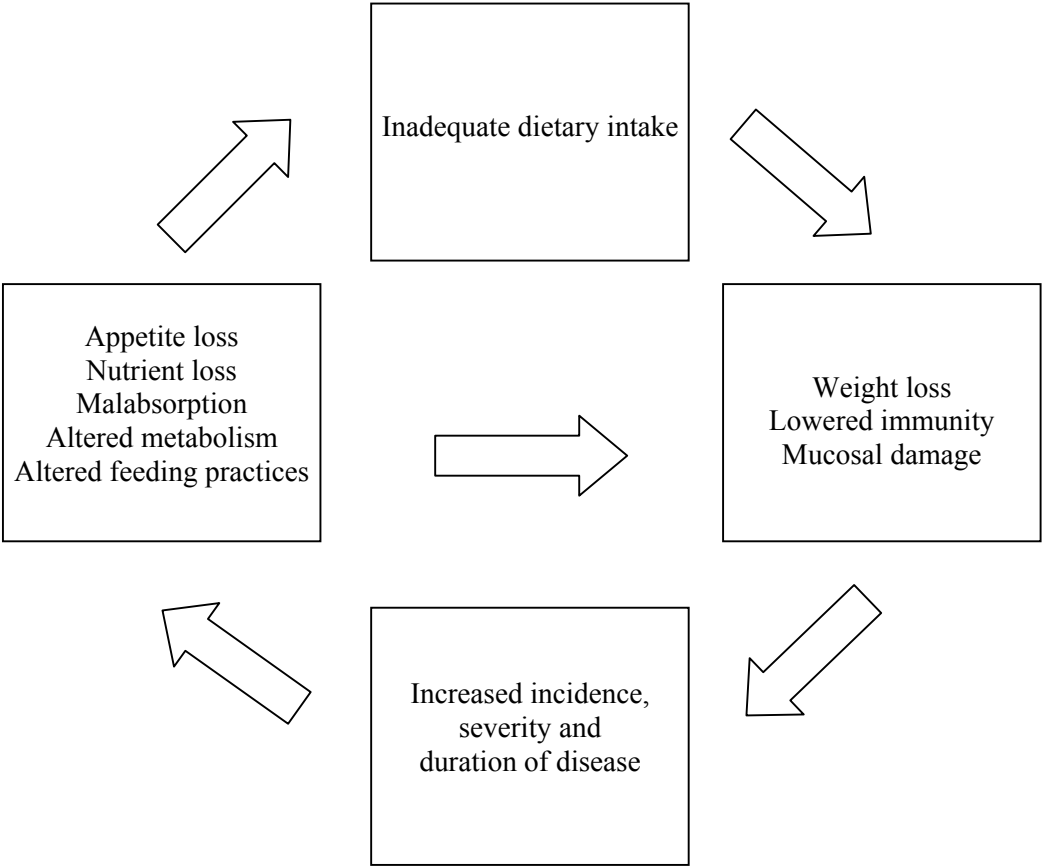 Inadequate dietary intake
Appetite loss
Nutrient loss
Malabsorption
Altered metabolism
Altered feeding practices
Weight loss
Lowered immunity
Mucosal damage
Increased incidence,
severity and
duration of disease